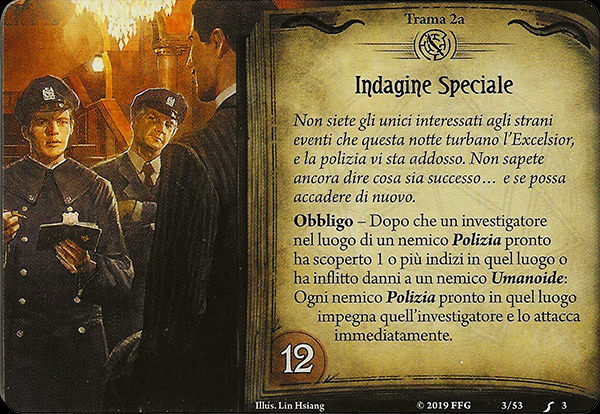 Trama 2a
Indagine Speciale
Non siete gli unici interessati agli strani
eventi che questa notte turbano l'Excelsior,
e la polizia vi sta addosso. Non sapete
ancora dire cosa sia successo… e se possa
accadere di nuovo.
Obbligo – Dopo che un investigatore
nel luogo di un nemico Polizia pronto
ha scoperto 1 o più indizi in quel luogo o
ha inflitto danni a un nemico Umanoide:
Ogni nemico Polizia pronto in quel luogo
impegna quell'investigatore e lo attacca
immediatamente.
12
Illus. Lin Hsiang © 2019 FFG 3/53 3